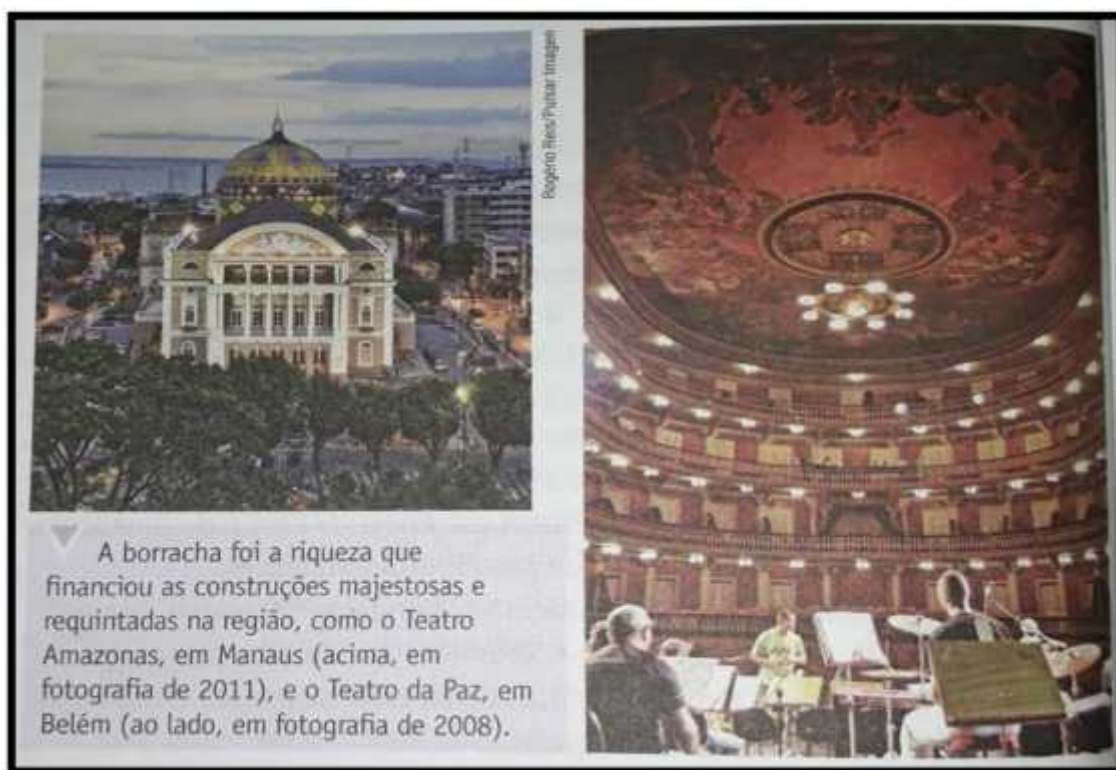 Rogério Reis/Pulsar Imagen
A borracha foi a riqueza que
financiou as construções majestosas e
requintadas na região, como o Teatro
Amazonas, em Manaus (acima, em
fotografia de 2011), e o Teatro da Paz, em
Belém (ao lado, em fotografia de 2008).